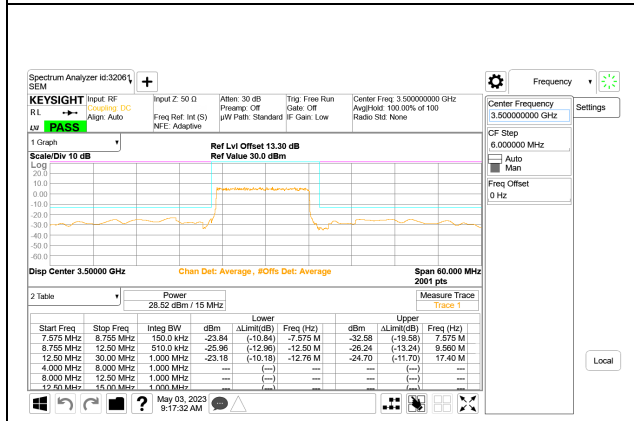 Spectrum Analyzer id:32061
SEM
Frequency
KEYSIGHT
RL
LXI PASS
Input: RF
Coupling: DC
Align: Auto
Input Z: 50 Ω
Freq Ref: Int (S)
NFE: Adaptive
Atten: 30 dB
Preamp: Off
µW Path: Standard
Trig: Free Run
Gate: Off
IF Gain: Low
Center Freq: 3.500000000 GHz
Avg|Hold: 100.00% of 100
Radio Std: None
Center Frequency
3.500000000 GHz
Settings
CF Step
6.000000 MHz
Auto
Man
Freq Offset
0 Hz
Local
1 Graph
Scale/Div 10 dB
Ref Lvl Offset 13.30 dB
Ref Value 30.0 dBm
Log
20.0
10.0
0.00
-10.0
-20.0
-30.0
-40.0
-50.0
-60.0
Disp Center 3.50000 GHz
Chan Det: Average, #Offs Det: Average
Span 60.000 MHz
2001 pts
2 Table
Power
28.52 dBm / 15 MHz
Measure Trace
Trace 1
Lower Upper
Start Freq Stop Freq Integ BW dBm ΔLimit(dB) Freq (Hz) dBm ΔLimit(dB) Freq (Hz)
7.575 MHz 8.755 MHz 150.0 kHz -23.84 (-10.84) -7.575 M -32.58 (-19.58) 7.575 M
8.755 MHz 12.50 MHz 510.0 kHz -25.96 (-12.96) -12.50 M -26.24 (-13.24) 9.560 M
12.50 MHz 30.00 MHz 1.000 MHz -23.18 (-10.18) -12.76 M -24.70 (-11.70) 17.40 M
4.000 MHz 8.000 MHz 1.000 MHz --- (---) --- --- (---) ---
8.000 MHz 12.50 MHz 1.000 MHz --- (---) --- --- (---) ---
12.50 MHz 15.00 MHz 1.000 MHz --- (---) --- --- (---) ---
?
May 03, 2023
9:17:32 AM